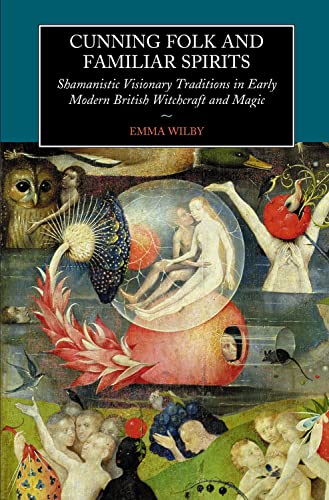 CUNNING FOLK AND
FAMILIAR SPIRITS
Shamanistic Visionary Traditions in Early
Modern British Witchcraft and Magic
~
EMMA WILBY